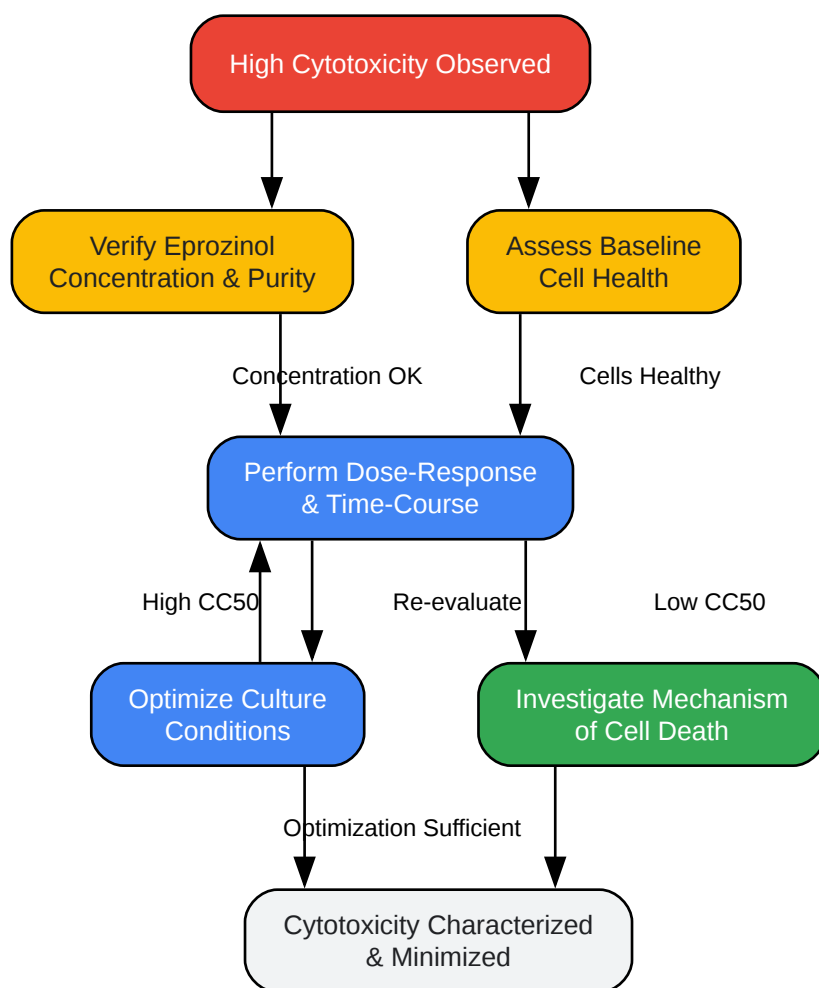 High Cytotoxicity Observed
Verify Eprozinol
Concentration & Purity
Assess Baseline
Cell Health
Concentration OK
Cells Healthy
Perform Dose-Response
& Time-Course
High CC50
Re-evaluate
Low CC50
Optimize Culture
Conditions
Investigate Mechanism
of Cell Death
Optimization Sufficient
Cytotoxicity Characterized
& Minimized